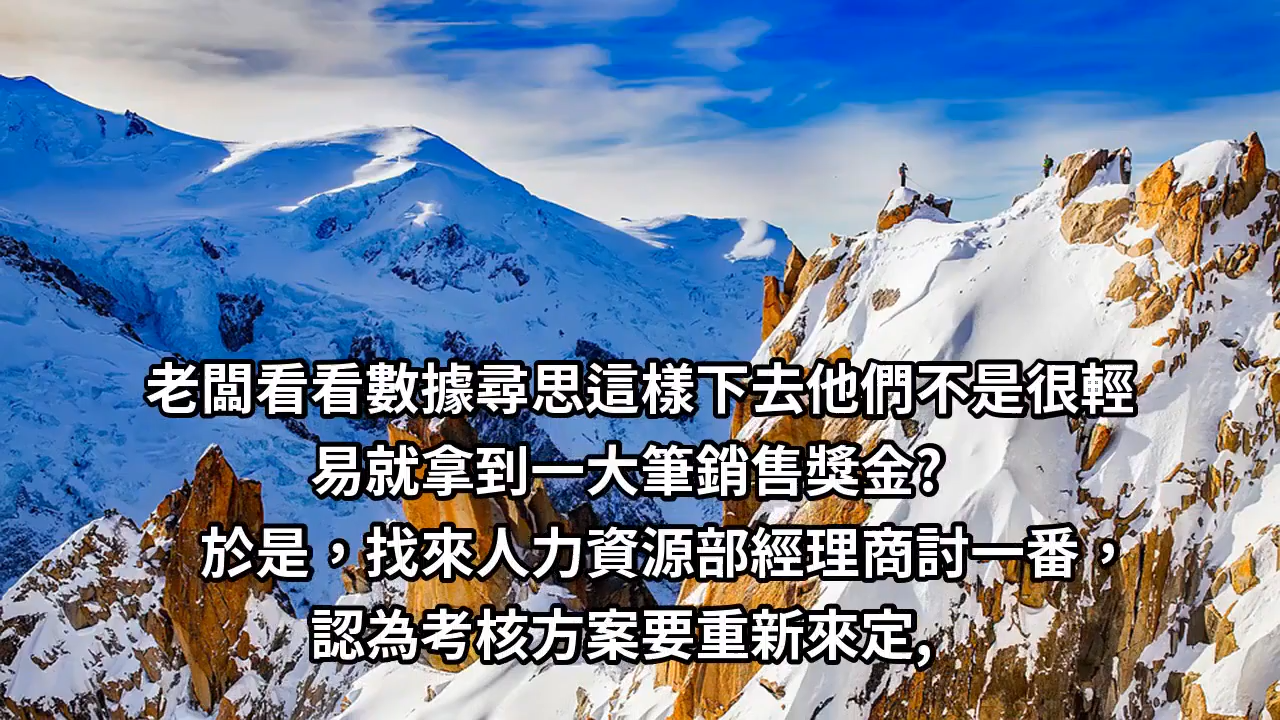 老闆看看數據尋思這樣下去他們不是很輕
易就拿到一大筆銷售獎金?
於是，找來人力資源部經理商討一番，
認為考核方案要重新來定,